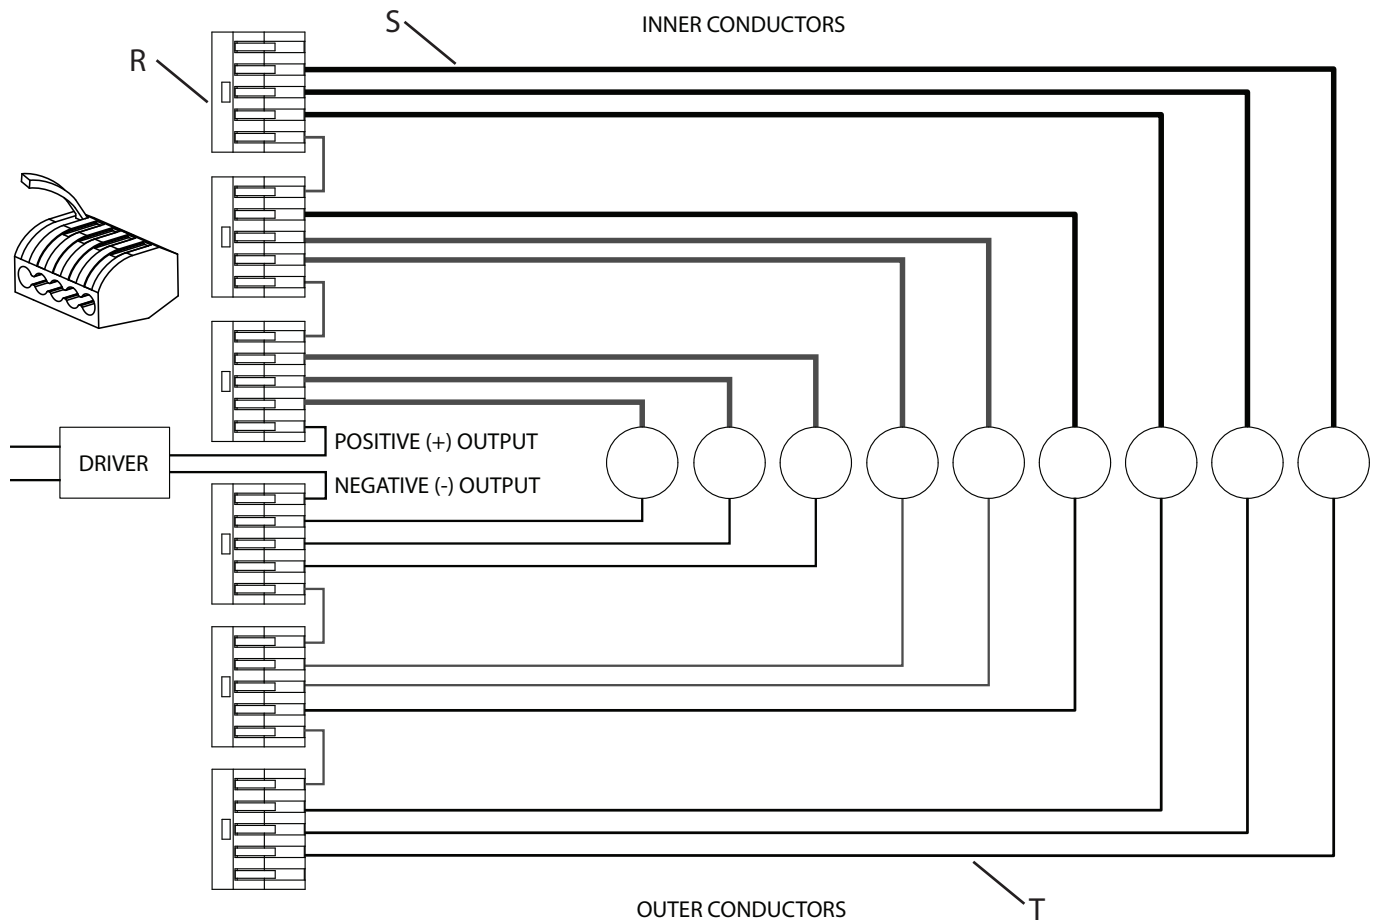 S
INNER CONDUCTORS
R
POSITIVE (+) OUTPUT
DRIVER
NEGATIVE (-) OUTPUT
OUTER CONDUCTORS
T